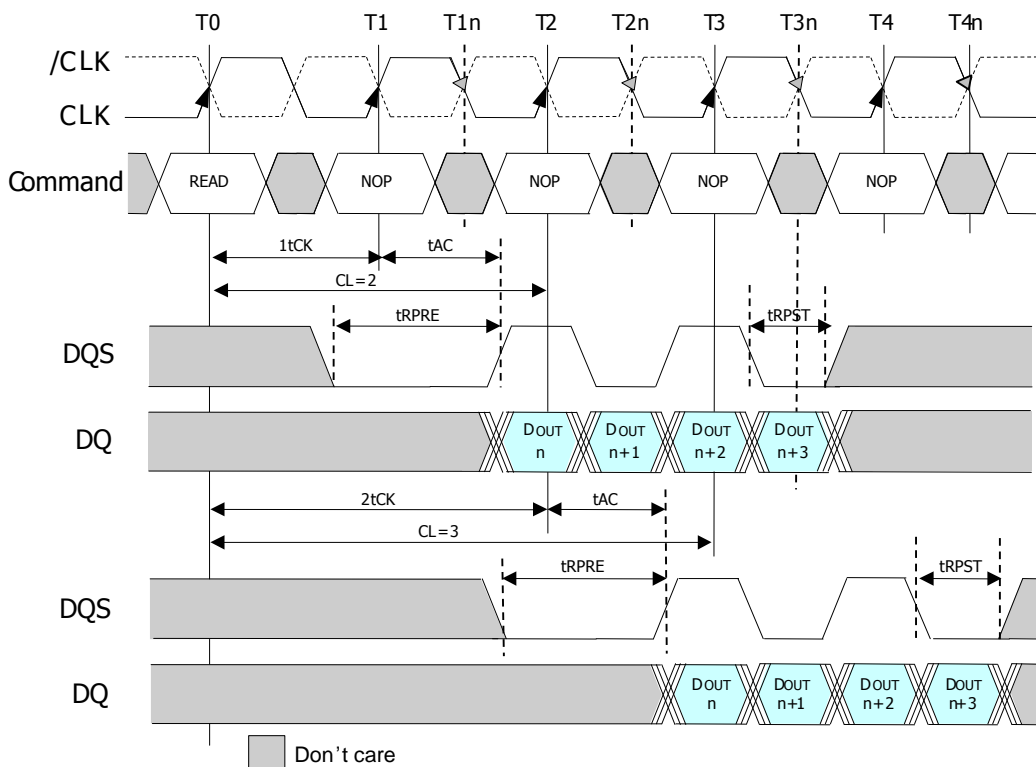 T0 T1 T1n T2 T2n T3 T3n T4 T4n
/CLK
CLK
Command READ NOP NOP NOP NOP
1tCK tAC
CL=2
tRPRE tRPST
DQS
DQ DOUT n DOUT n+1 DOUT n+2 DOUT n+3
2tCK tAC
CL=3
tRPRE tRPST
DQS
DQ DOUT n DOUT n+1 DOUT n+2 DOUT n+3
Don't care